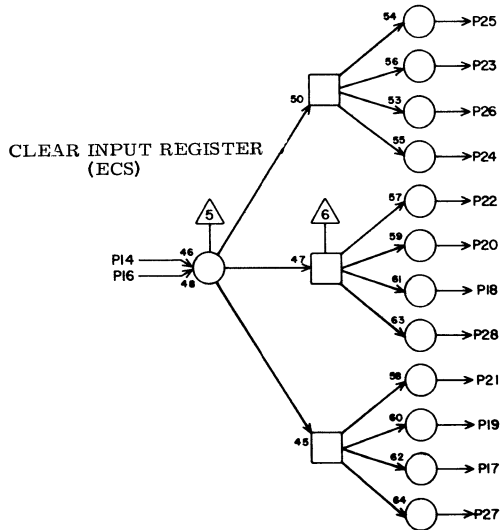 54
P25
56
P23
50
53
P26
CLEAR INPUT REGISTER
(ECS)
55
P24
5
6
57
P22
P14
46
47
59
P20
P16
48
61
P18
63
P28
58
P21
60
P19
45
62
P17
64
P27